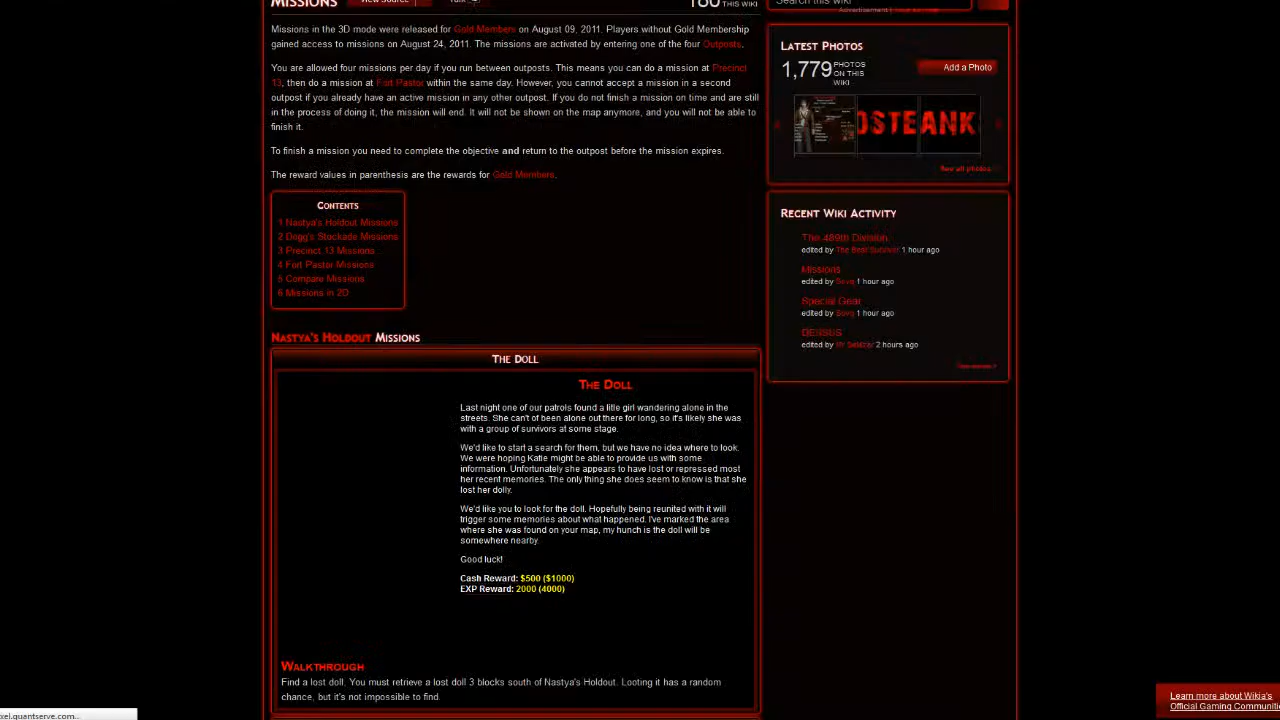 MISSIONS
View Source
Talk
180 THIS WIKI
Search this wiki
Advertisement
Missions in the 3D mode were released for Gold Members on August 09, 2011. Players without Gold Membership
gained access to missions on August 24, 2011. The missions are activated by entering one of the four Outposts.
You are allowed four missions per day if you run between outposts. This means you can do a mission at Precinct
13, then do a mission at Fort Pastor within the same day. However, you cannot accept a mission in a second
outpost if you already have an active mission in any other outpost. If you do not finish a mission on time and are still
in the process of doing it, the mission will end. It will not be shown on the map anymore, and you will not be able to
finish it.
To finish a mission you need to complete the objective and return to the outpost before the mission expires.
The reward values in parenthesis are the rewards for Gold Members.
CONTENTS
1 Nastya's Holdout Missions
2 Dogg's Stockade Missions
3 Precinct 13 Missions
4 Fort Pastor Missions
5 Compare Missions
6 Missions in 2D
NASTYA'S HOLDOUT MISSIONS
THE DOLL
THE DOLL
Last night one of our patrols found a litle girl wandering alone in the
streets. She can't of been alone out there for long, so it's likely she was
with a group of survivors at some stage.
We'd like to start a search for them, but we have no idea where to look.
We were hoping Katie might be able to provide us with some
information. Unfortunately she appears to have lost or repressed most
her recent memories. The only thing she does seem to know is that she
lost her dolly.
We'd like you to look for the doll. Hopefully being reunited with it will
trigger some memories about what happened. I've marked the area
where she was found on your map, my hunch is the doll will be
somewhere nearby.
Good luck!
Cash Reward: $500 ($1000)
EXP Reward: 2000 (4000)
WALKTHROUGH
Find a lost doll. You must retrieve a lost doll 3 blocks south of Nastya's Holdout. Looting it has a random
chance, but it's not impossible to find.
LATEST PHOTOS
1,779 PHOTOS
ON THIS
WIKI
Add a Photo
OSTE ANK
See all photos
RECENT WIKI ACTIVITY
The 489th Division
edited by The Best Survivor 1 hour ago
Missions
edited by 1 hour ago
Special Gear
edited by 1 hour ago
DEUSUS
edited by 2 hours ago
Learn more about Wikia's
Official Gaming Communiti
xel.quantserve.com...